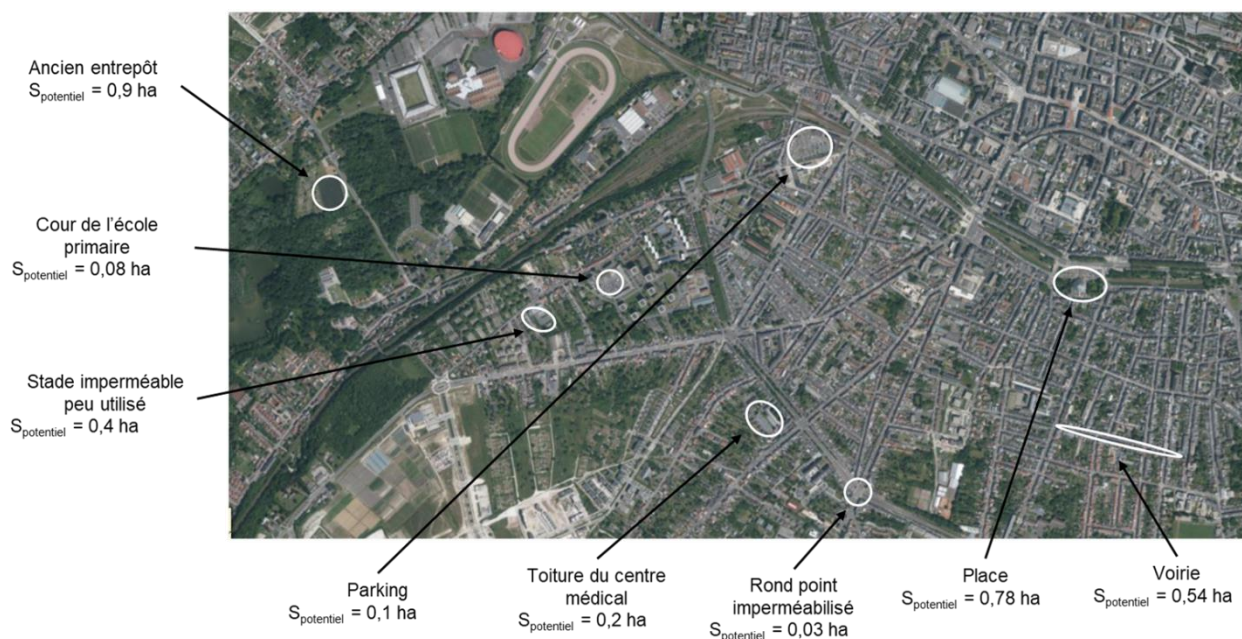 Ancien entrepôt
Spotentiel = 0,9 ha
Cour de l'école
primaire
Spotentiel = 0,08 ha
Stade imperméable
peu utilisé
Spotentiel = 0,4 ha
Parking
Spotentiel = 0,1 ha
Toiture du centre
médical
Spotentiel = 0,2 ha
Rond point
imperméabilisé
Spotentiel = 0,03 ha
Place
Spotentiel = 0,78 ha
Voirie
Spotentiel = 0,54 ha